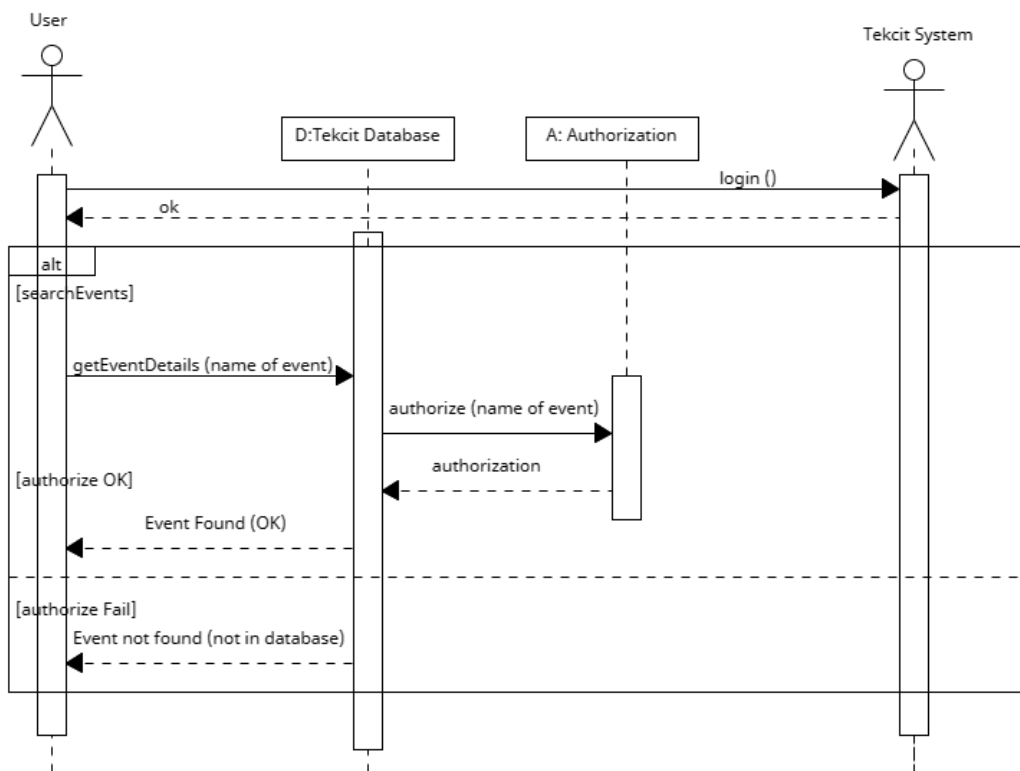 User
Tekcit System
D:Tekcit Database
A: Authorization
login ()
ok
alt
[searchEvents]
getEventDetails (name of event)
authorize (name of event)
authorization
[authorize OK]
Event Found (OK)
[authorize Fail]
Event not found (not in database)